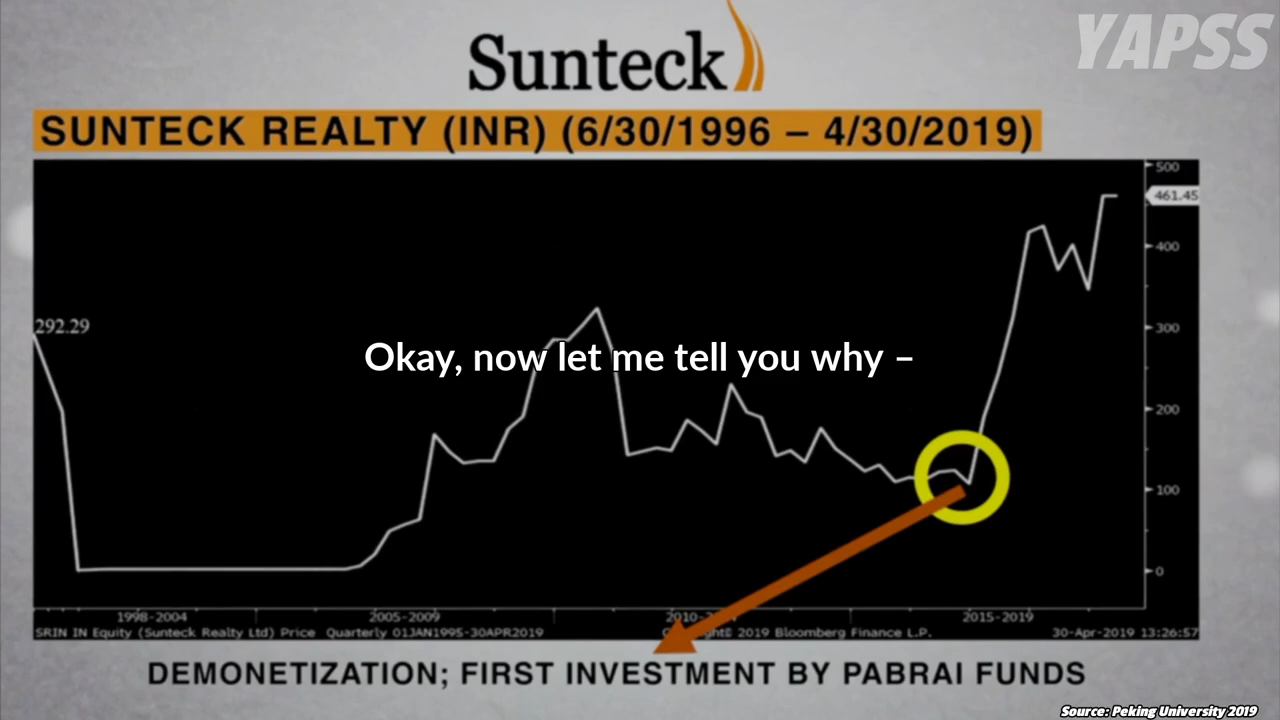 YAPSS
Sunteck
SUNTECK REALTY (INR) (6/30/1996 – 4/30/2019)
500
461.45
400
292.29
300
Okay, now let me tell you why –
200
100
0
1998-2004
2005-2009
2015-2019
SRIN IN Equity (Sunteck Realty Ltd) Price Quarterly 01JAN1995-30APR2019
2019 Bloomberg Finance L.P.
30-Apr-2019 13:26:57
DEMONETIZATION; FIRST INVESTMENT BY PABRAI FUNDS
Source: Peking University 2019